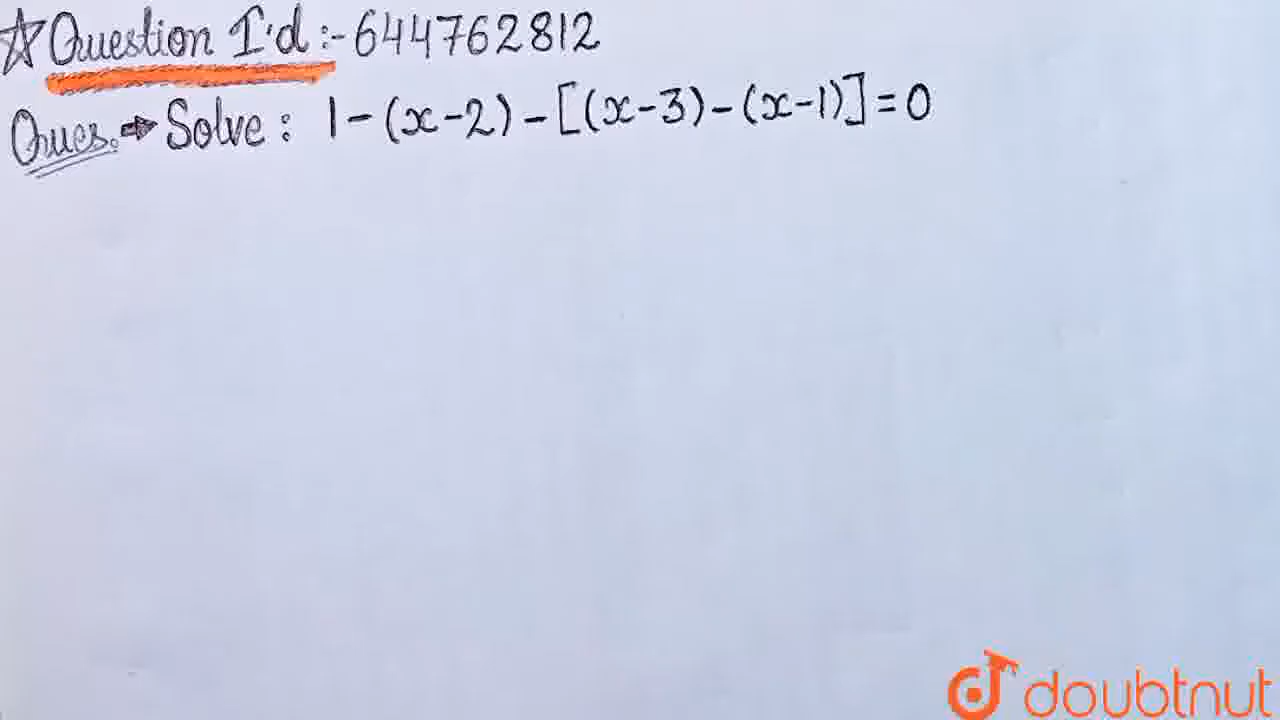 ☆ Question I'd :- 644762812
Ques. ⇒ Solve : 1-(x-2)-[(x-3)-(x-1)]=0
doubtnut